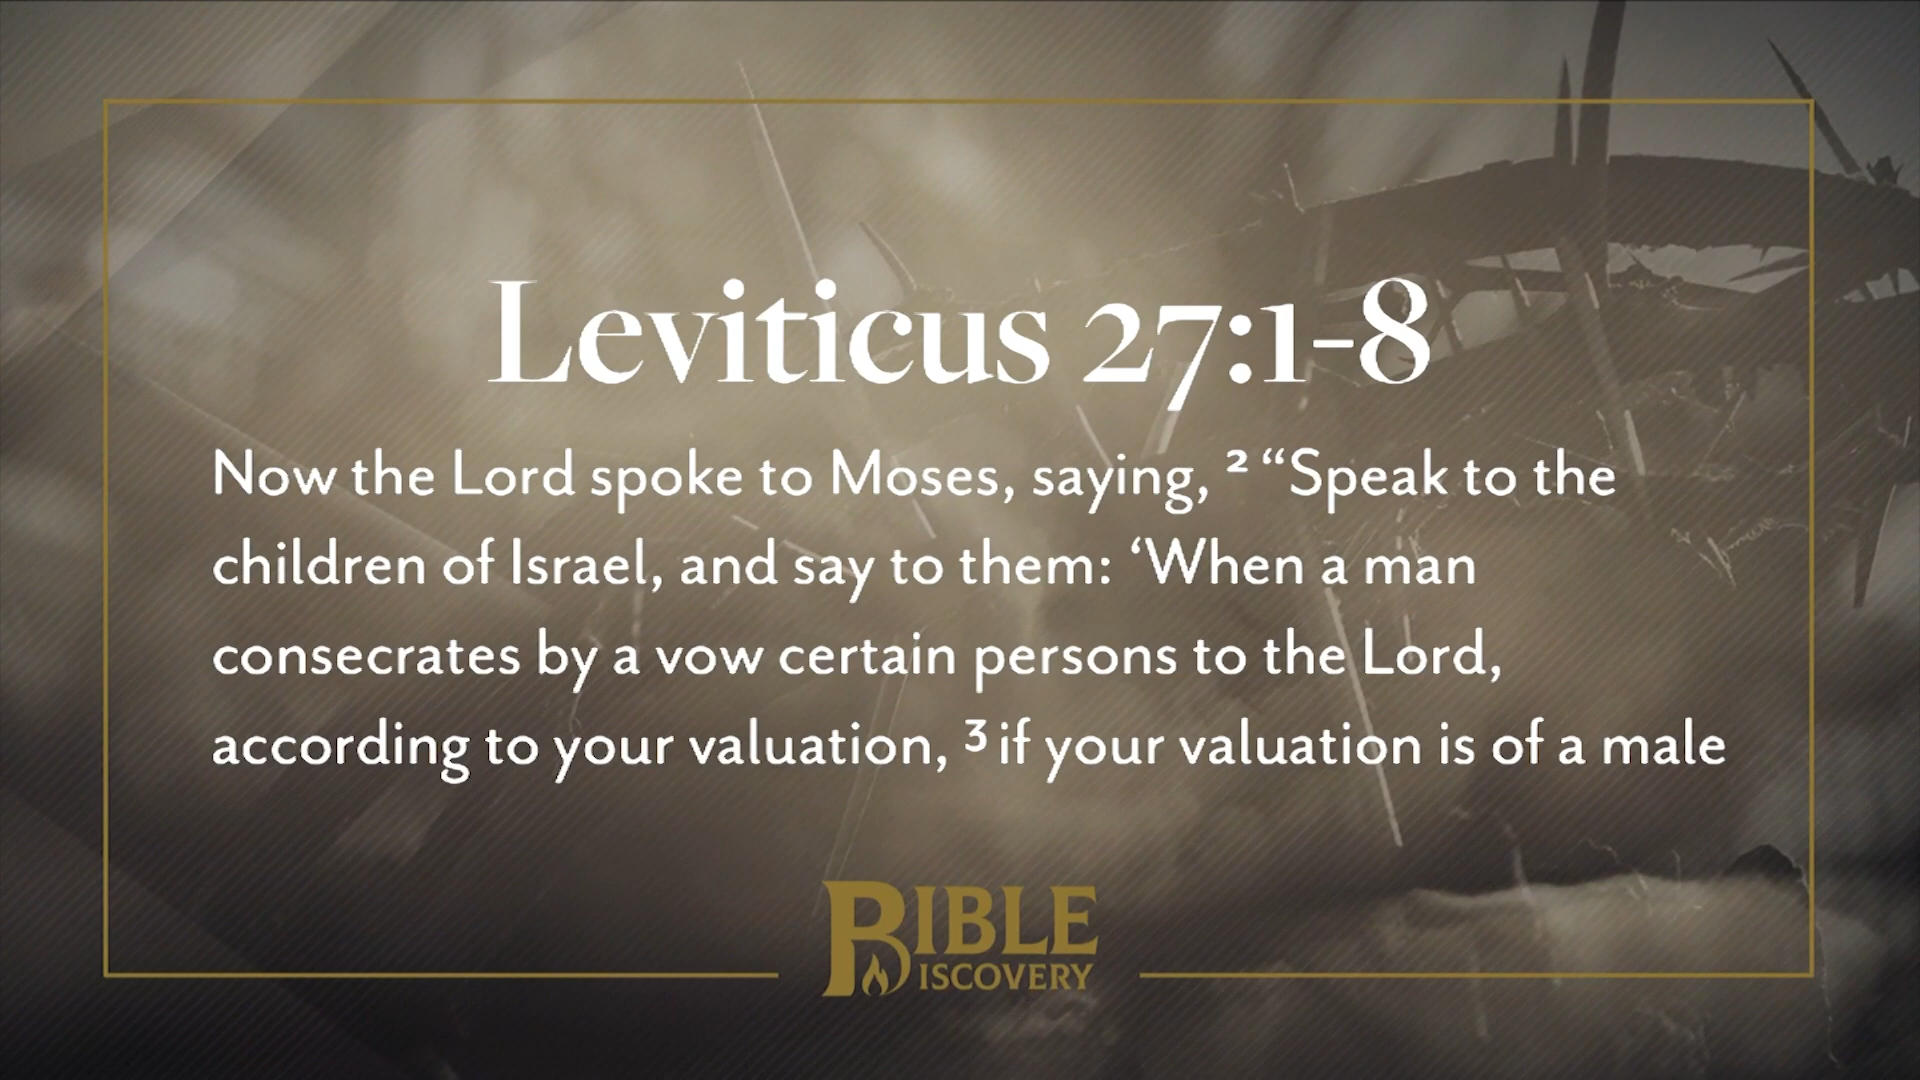 Leviticus 27:1-8
Now the Lord spoke to Moses, saying, ² “Speak to the
children of Israel, and say to them: ‘When a man
consecrates by a vow certain persons to the Lord,
according to your valuation, ³ if your valuation is of a male
BIBLE
DISCOVERY